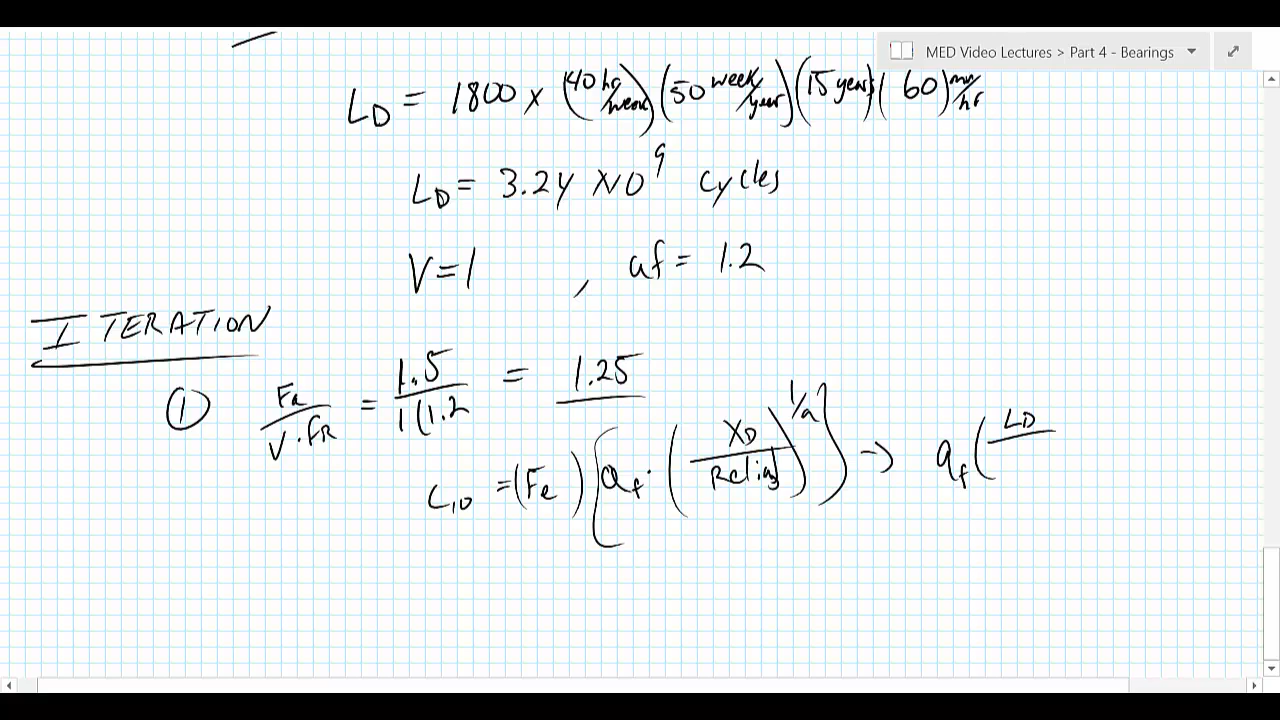 MED Video Lectures > Part 4 - Bearings
L_D = 1800 x (40 hr/week)(50 week/year)(15 years)(60) min/hr
L_D = 3.24 x10^9 cycles
V = 1 , af = 1.2
ITERATION
① Fa/V·FR = 1.5/1(1.2 = 1.25
C10 = (Fe) [af · (XD/Reliab)^1/a] → af (LD